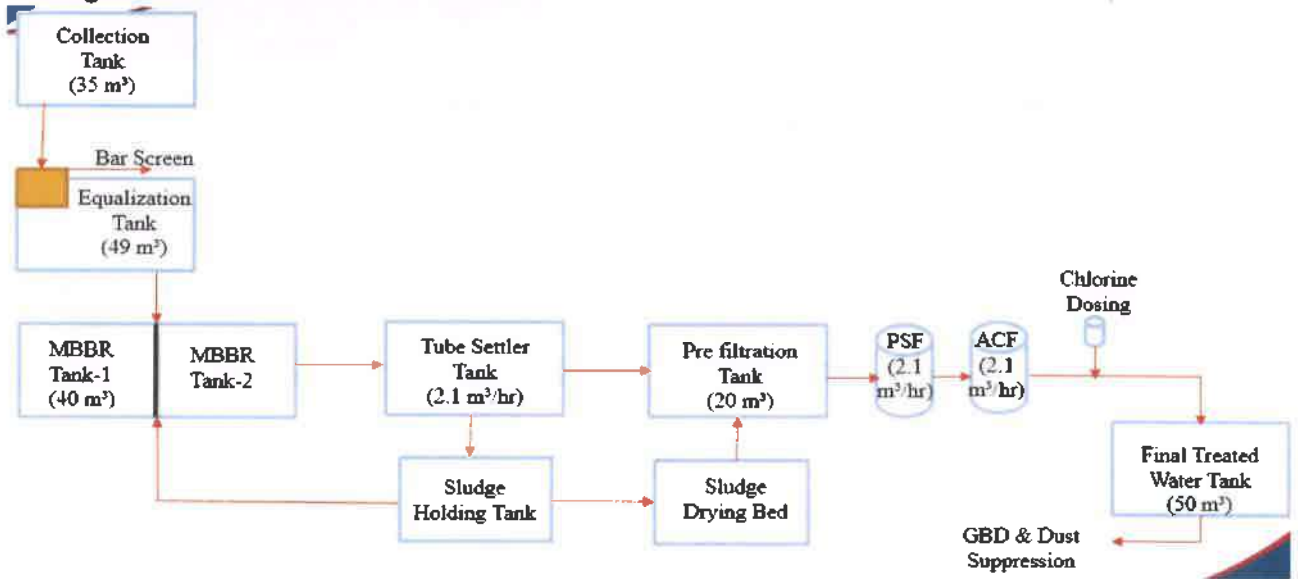 Collection
Tank
(35 m³)
Bar Screen
Equalization
Tank
(49 m³)
MBBR
Tank-1
(40 m³)
MBBR
Tank-2
Tube Settler
Tank
(2.1 m³/hr)
Pre filtration
Tank
(20 m³)
PSF
(2.1
m³/hr)
ACF
(2.1
m³/hr)
Chlorine
Dosing
Sludge
Holding Tank
Sludge
Drying Bed
Final Treated
Water Tank
(50 m³)
GBD & Dust
Suppression